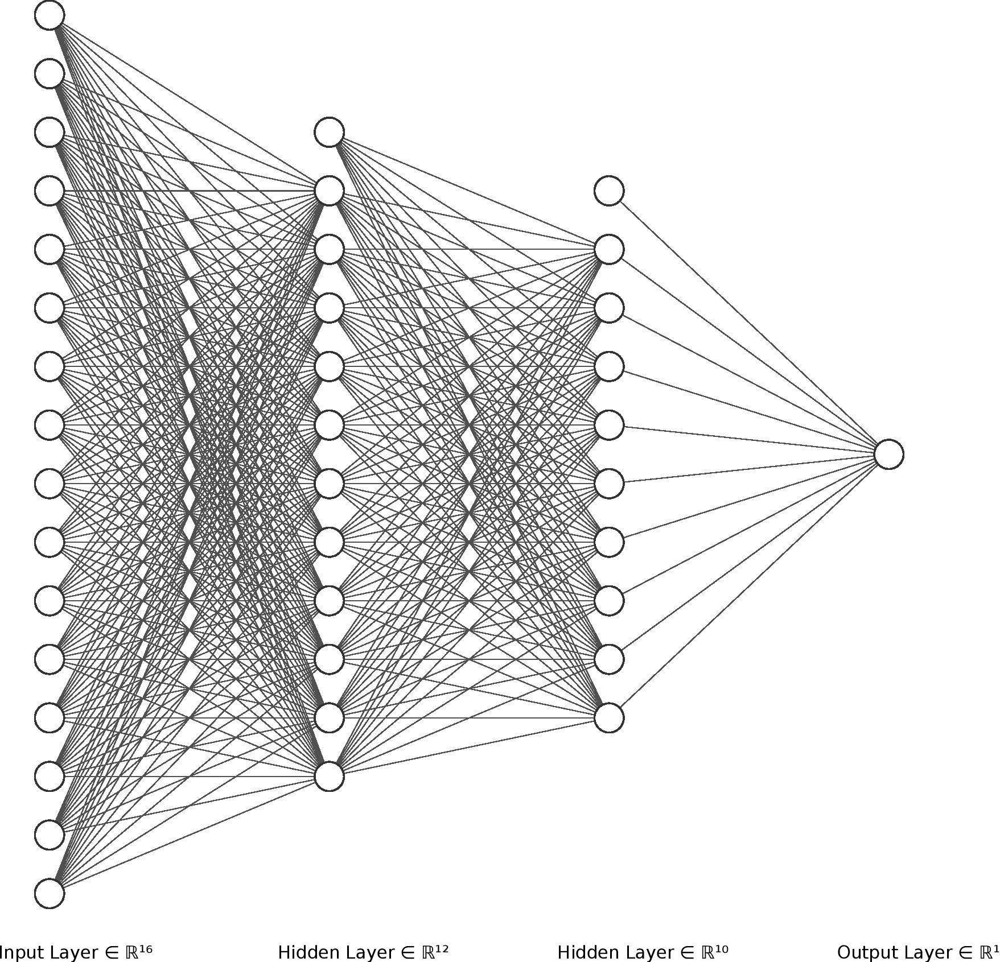 Input Layer ∈ ℝ¹⁶
Hidden Layer ∈ ℝ¹²
Hidden Layer ∈ ℝ¹⁰
Output Layer ∈ ℝ¹